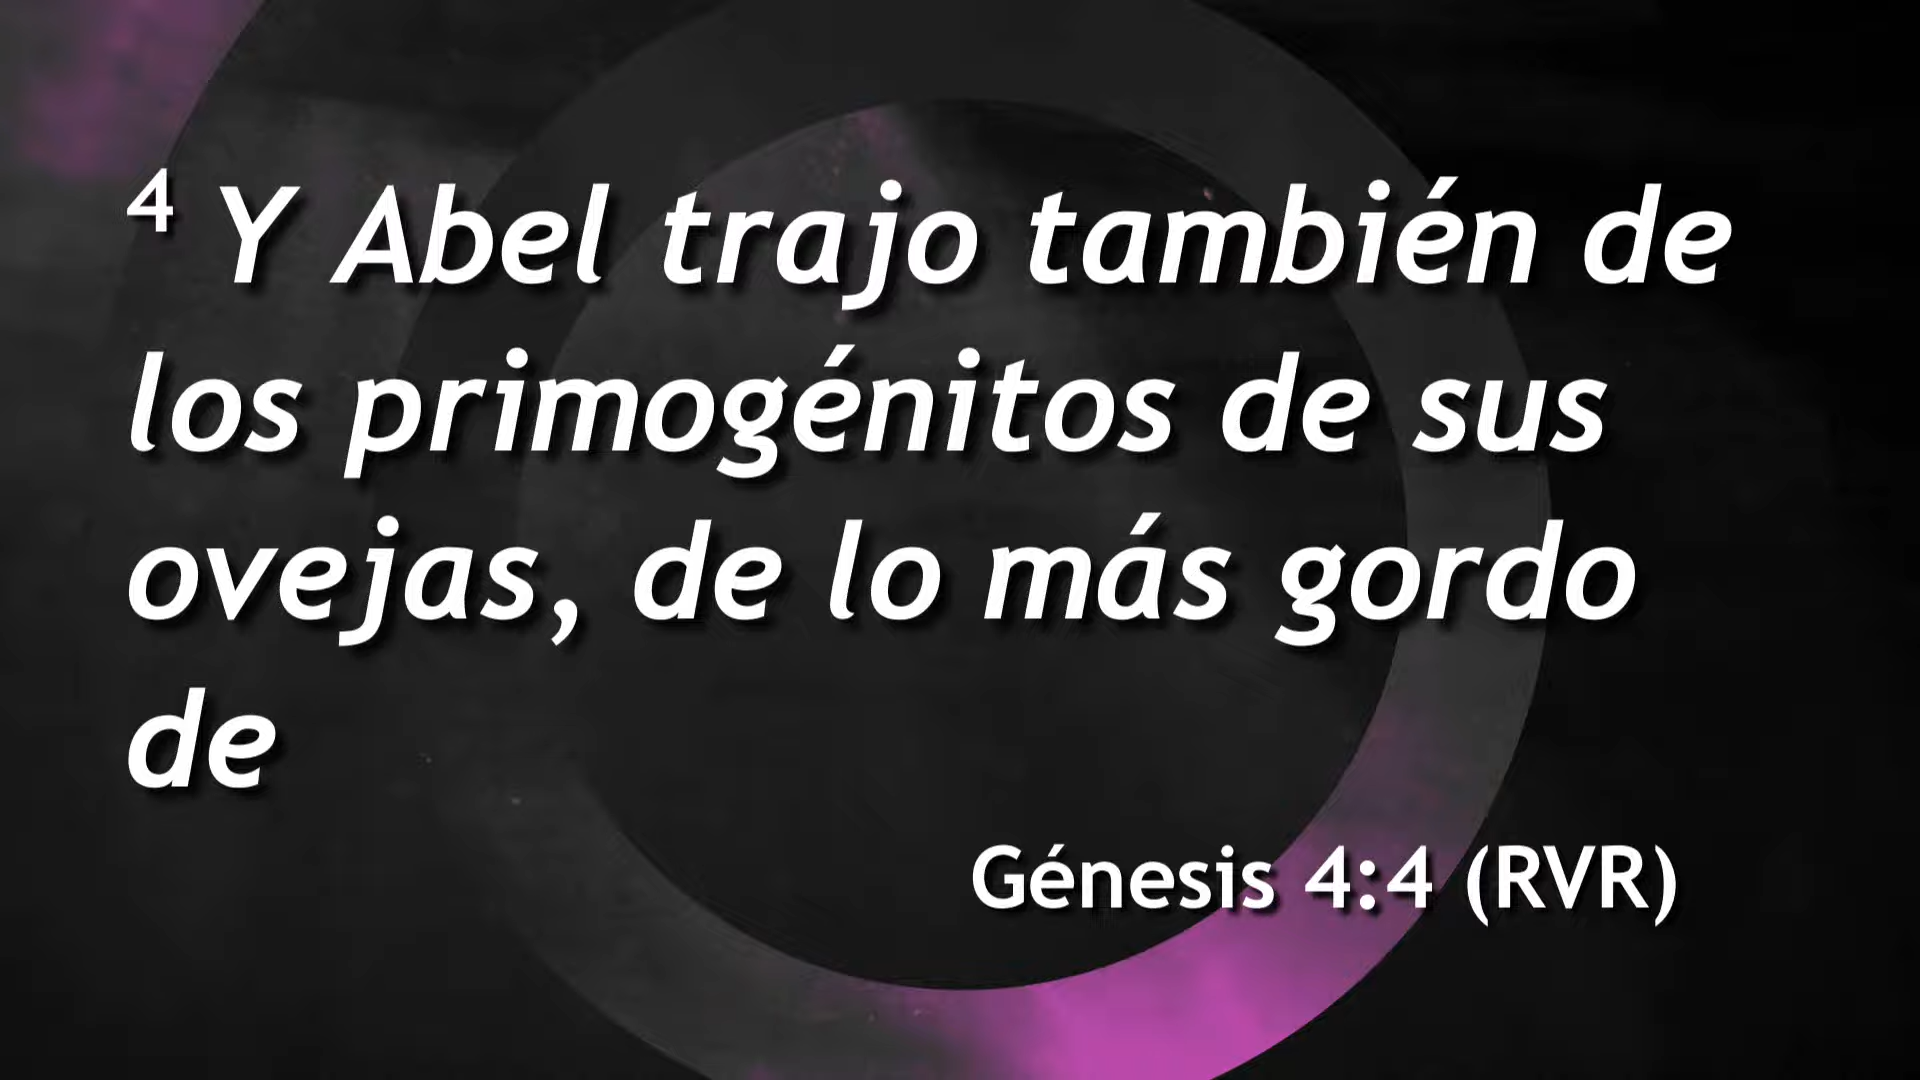 4 Y Abel trajo también de
los primogénitos de sus
ovejas, de lo más gordo
de
Génesis 4:4 (RVR)